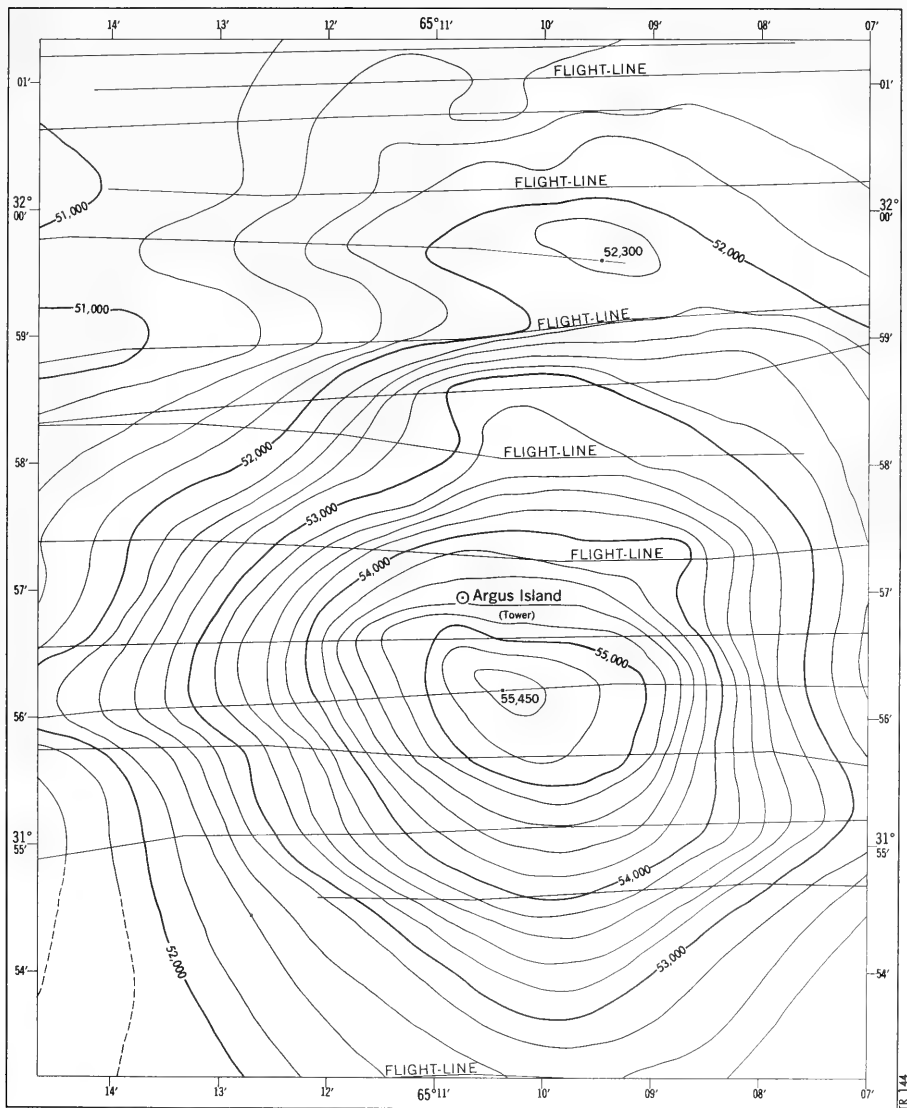 14' 13' 12' 65°11' 10' 09' 08' 07'
01' FLIGHT-LINE 01'
FLIGHT-LINE
32° 00' 51,000 32° 00'
52,300 52,000
51,000
59' FLIGHT-LINE 59'
52,000
58' FLIGHT-LINE 58'
53,000
FLIGHT-LINE
54,000
57' Argus Island 57'
(Tower)
55,000
55,450
56' 56'
31° 55' 31° 55'
54,000
52,000 53,000
54' 54'
FLIGHT-LINE
14' 13' 12' 65°11' 10' 09' 08' 07'
TR 144